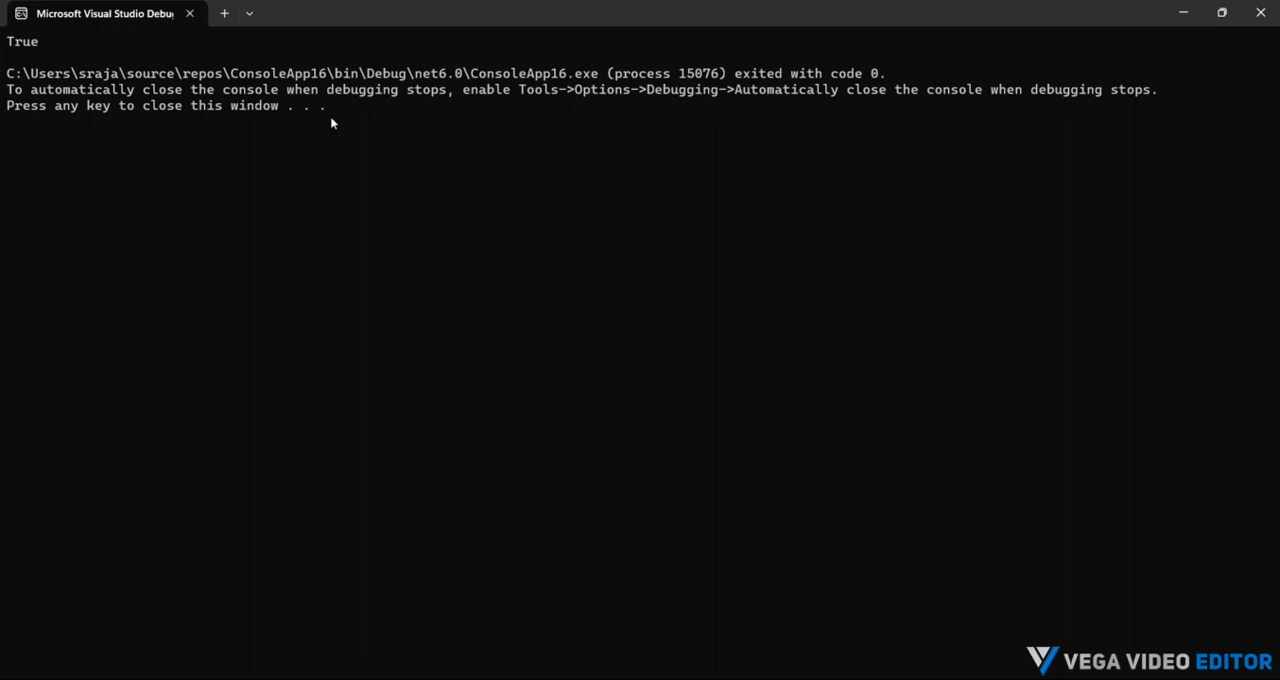 Microsoft Visual Studio Debu
True
C:\Users\sraja\source\repos\ConsoleApp16\bin\Debug\net6.0\ConsoleApp16.exe (process 15076) exited with code 0.
To automatically close the console when debugging stops, enable Tools->Options->Debugging->Automatically close the console when debugging stops.
Press any key to close this window . . .
VEGA VIDEO EDITOR